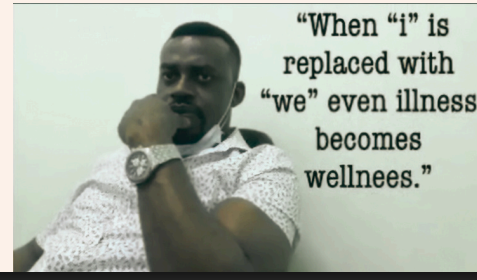 “When “i” is
replaced with
“we” even illness
becomes
wellnees.”